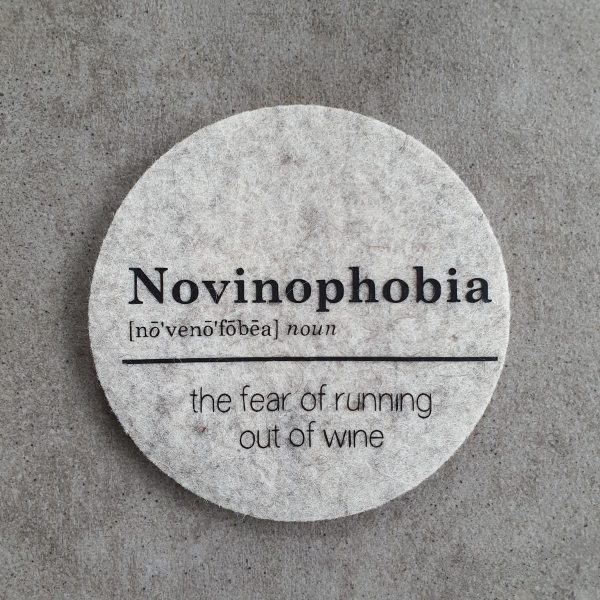 Novinophobia
[nō'venō'fōbēa] noun
the fear of running
out of wine